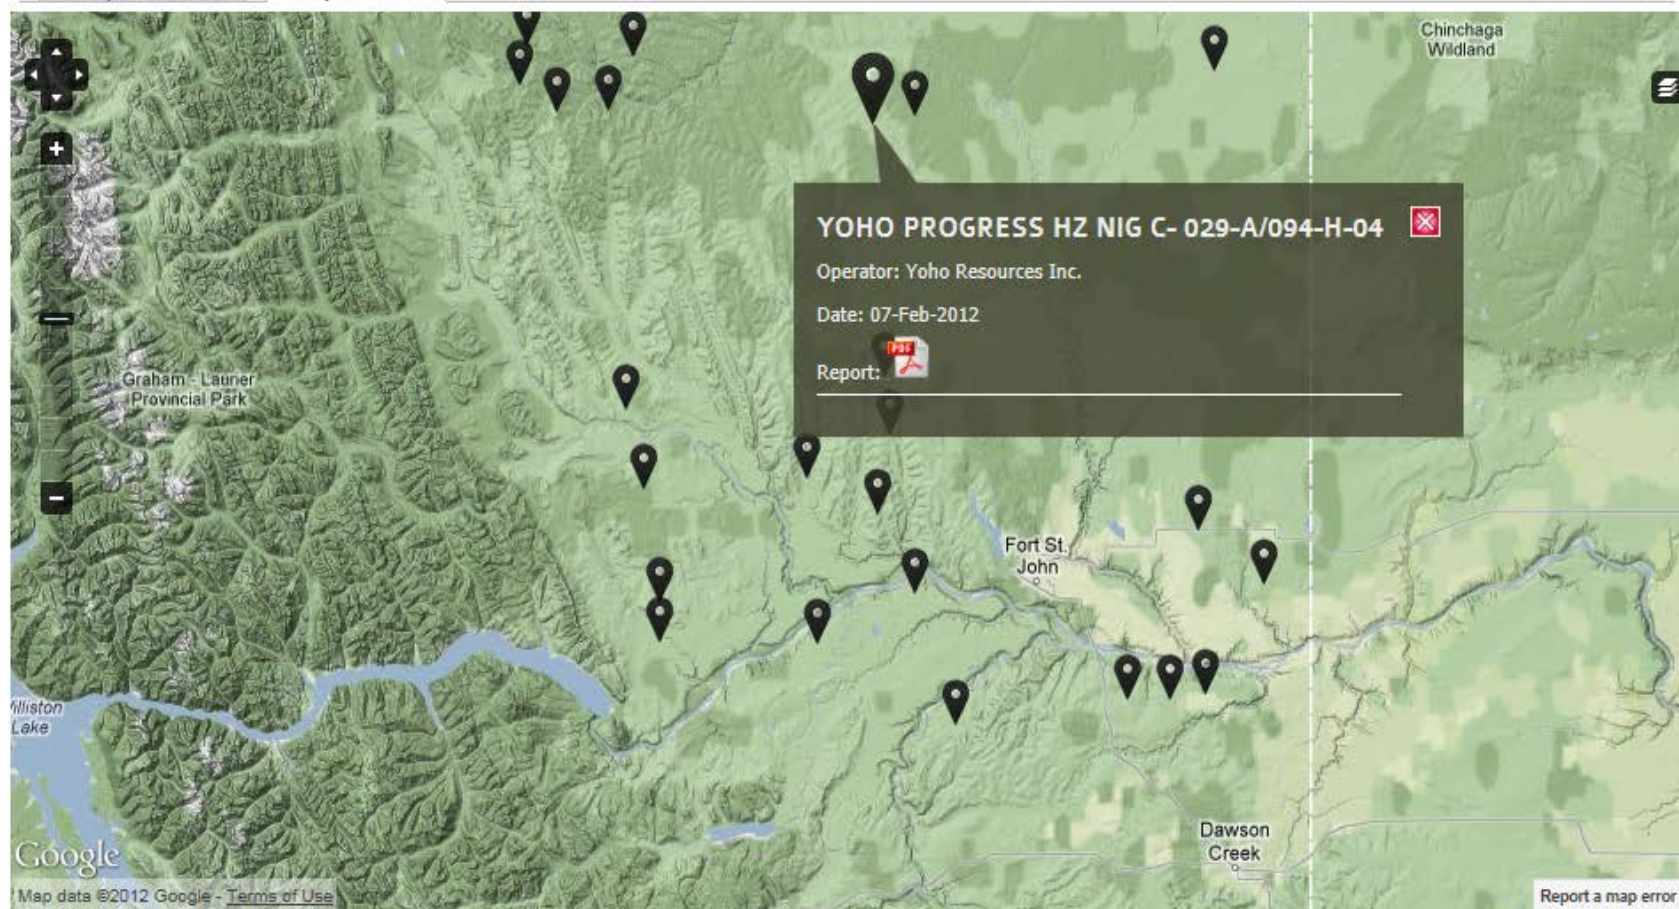 Chinchaga
Wildland
YOHO PROGRESS HZ NIG C- 029-A/094-H-04
Operator: Yoho Resources Inc.
Date: 07-Feb-2012
Report:
PDF
Graham - Laurier
Provincial Park
Fort St.
John
Williston
Lake
Dawson
Creek
Google
Map data ©2012 Google - Terms of Use
Report a map error